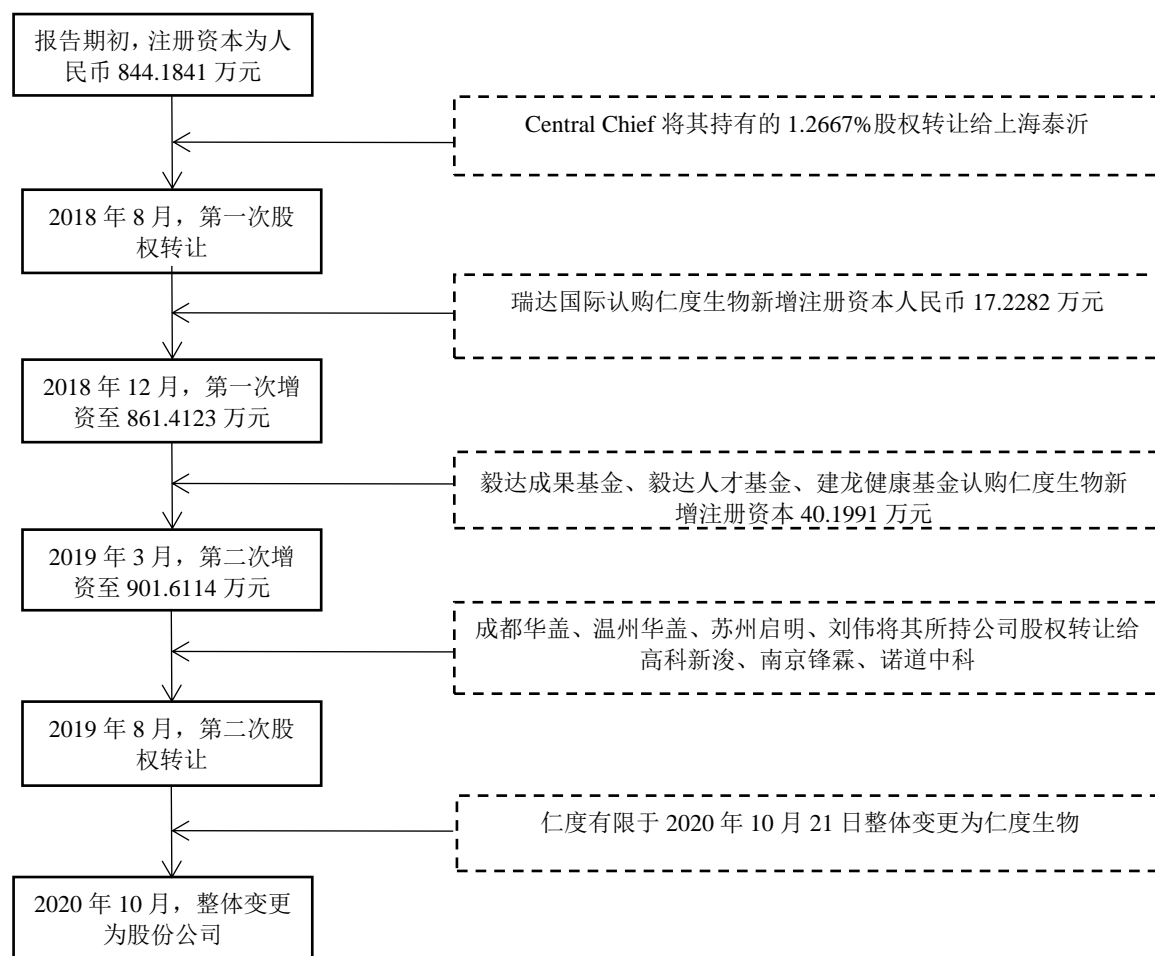 报告期初，注册资本为人
民币 844.1841 万元
Central Chief 将其持有的 1.2667%股权转让给上海泰沂
2018 年 8 月，第一次股
权转让
瑞达国际认购仁度生物新增注册资本人民币 17.2282 万元
2018 年 12 月，第一次增
资至 861.4123 万元
毅达成果基金、毅达人才基金、建龙健康基金认购仁度生物新
增注册资本 40.1991 万元
2019 年 3 月，第二次增
资至 901.6114 万元
成都华盖、温州华盖、苏州启明、刘伟将其所持公司股权转让给
高科新浚、南京锋霖、诺道中科
2019 年 8 月，第二次股
权转让
仁度有限于 2020 年 10 月 21 日整体变更为仁度生物
2020 年 10 月，整体变更
为股份公司